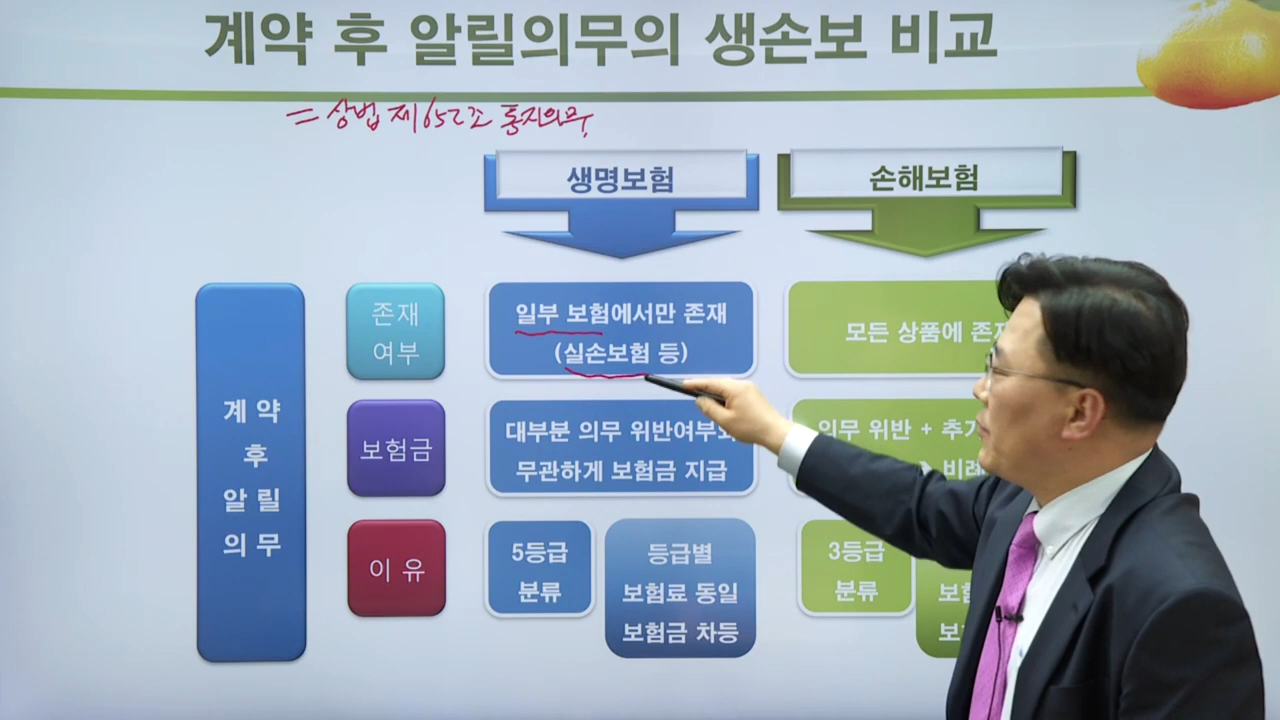 계약 후 알릴의무의 생손보 비교
= 상법 제652조 통지의무,
생명보험
손해보험
계 약
후
알 릴
의 무
존재
여부
일부 보험에서만 존재
(실손보험 등)
모든 상품에
보험금
대부분 의무 위반여부와
무관하게 보험금 지급
의무 위반 + 추가
비례
이 유
5등급
분류
등급별
보험료 동일
보험금 차등
3등급
분류